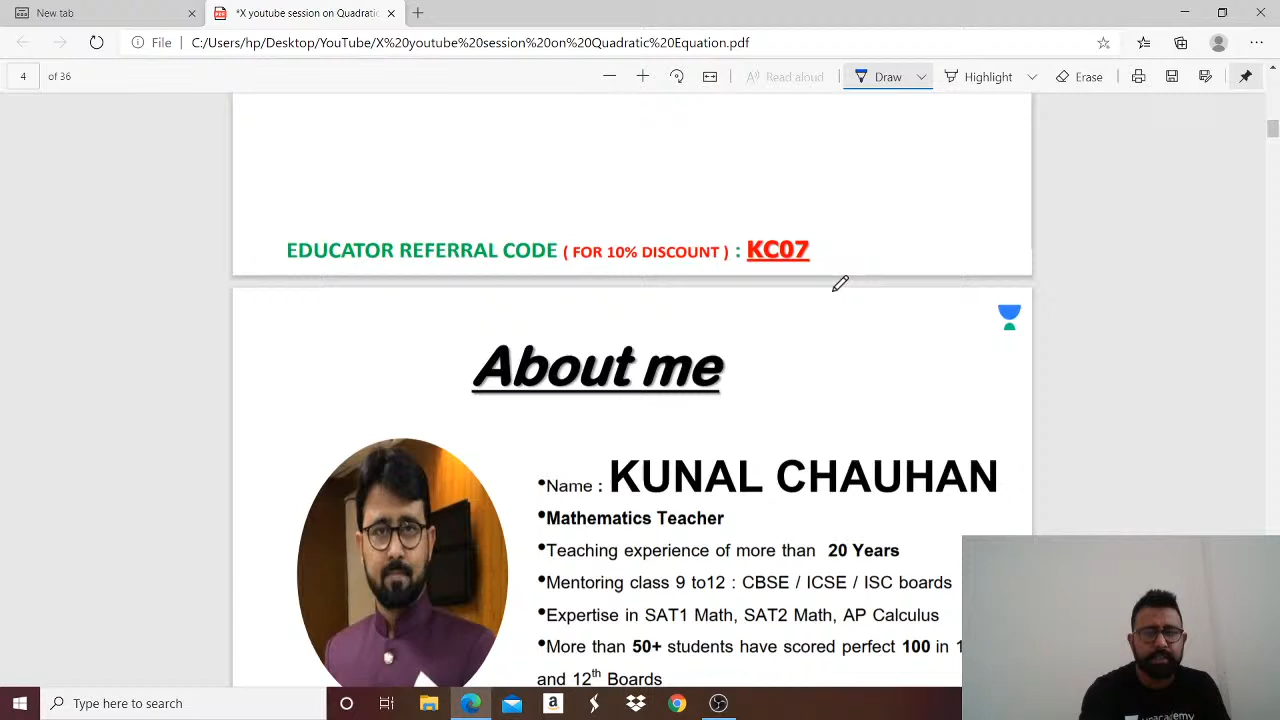 New tab
*X youtube session on Quadratic
File C:/Users/hp/Desktop/YouTube/X%20youtube%20session%20on%20Quadratic%20Equation.pdf
4 of 36
Read aloud
Draw
Highlight
Erase
EDUCATOR REFERRAL CODE ( FOR 10% DISCOUNT ) : KC07
About me
•Name : KUNAL CHAUHAN
•Mathematics Teacher
•Teaching experience of more than 20 Years
•Mentoring class 9 to12 : CBSE / ICSE / ISC boards
•Expertise in SAT1 Math, SAT2 Math, AP Calculus
•More than 50+ students have scored perfect 100 in 1
and 12th Boards
Type here to search